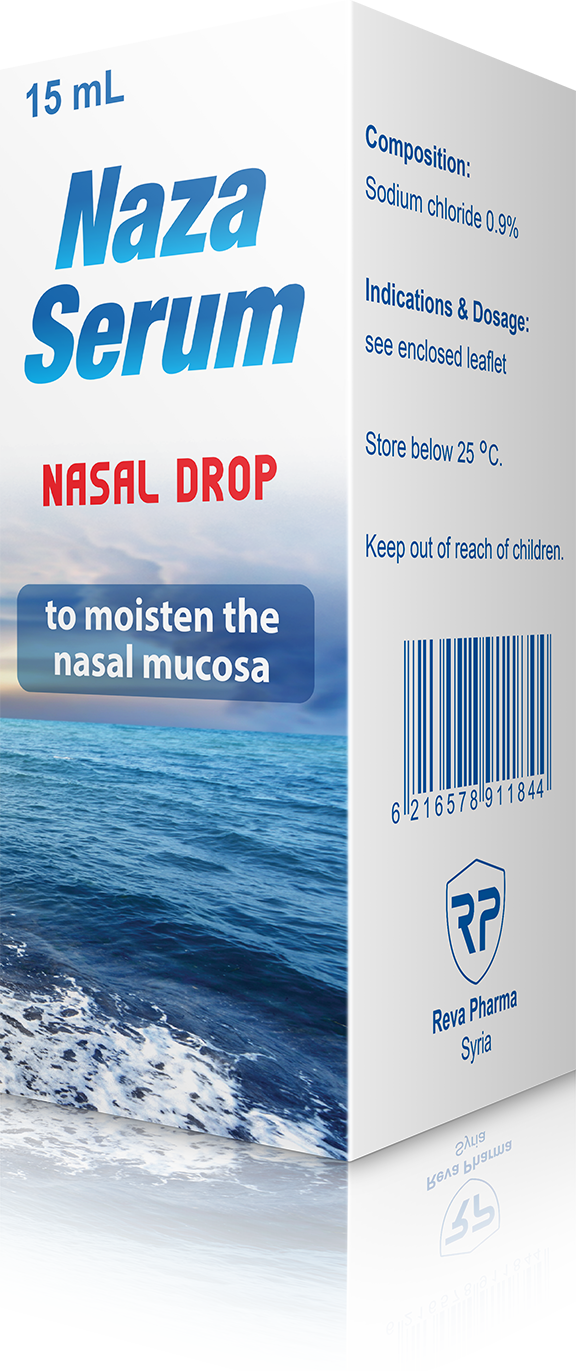 15 mL
Naza
Serum
NASAL DROP
to moisten the
nasal mucosa
Composition:
Sodium chloride 0.9%
Indications & Dosage:
see enclosed leaflet
Store below 25 °C.
Keep out of reach of children.
6 216578 911844
RP
Reva Pharma
Syria